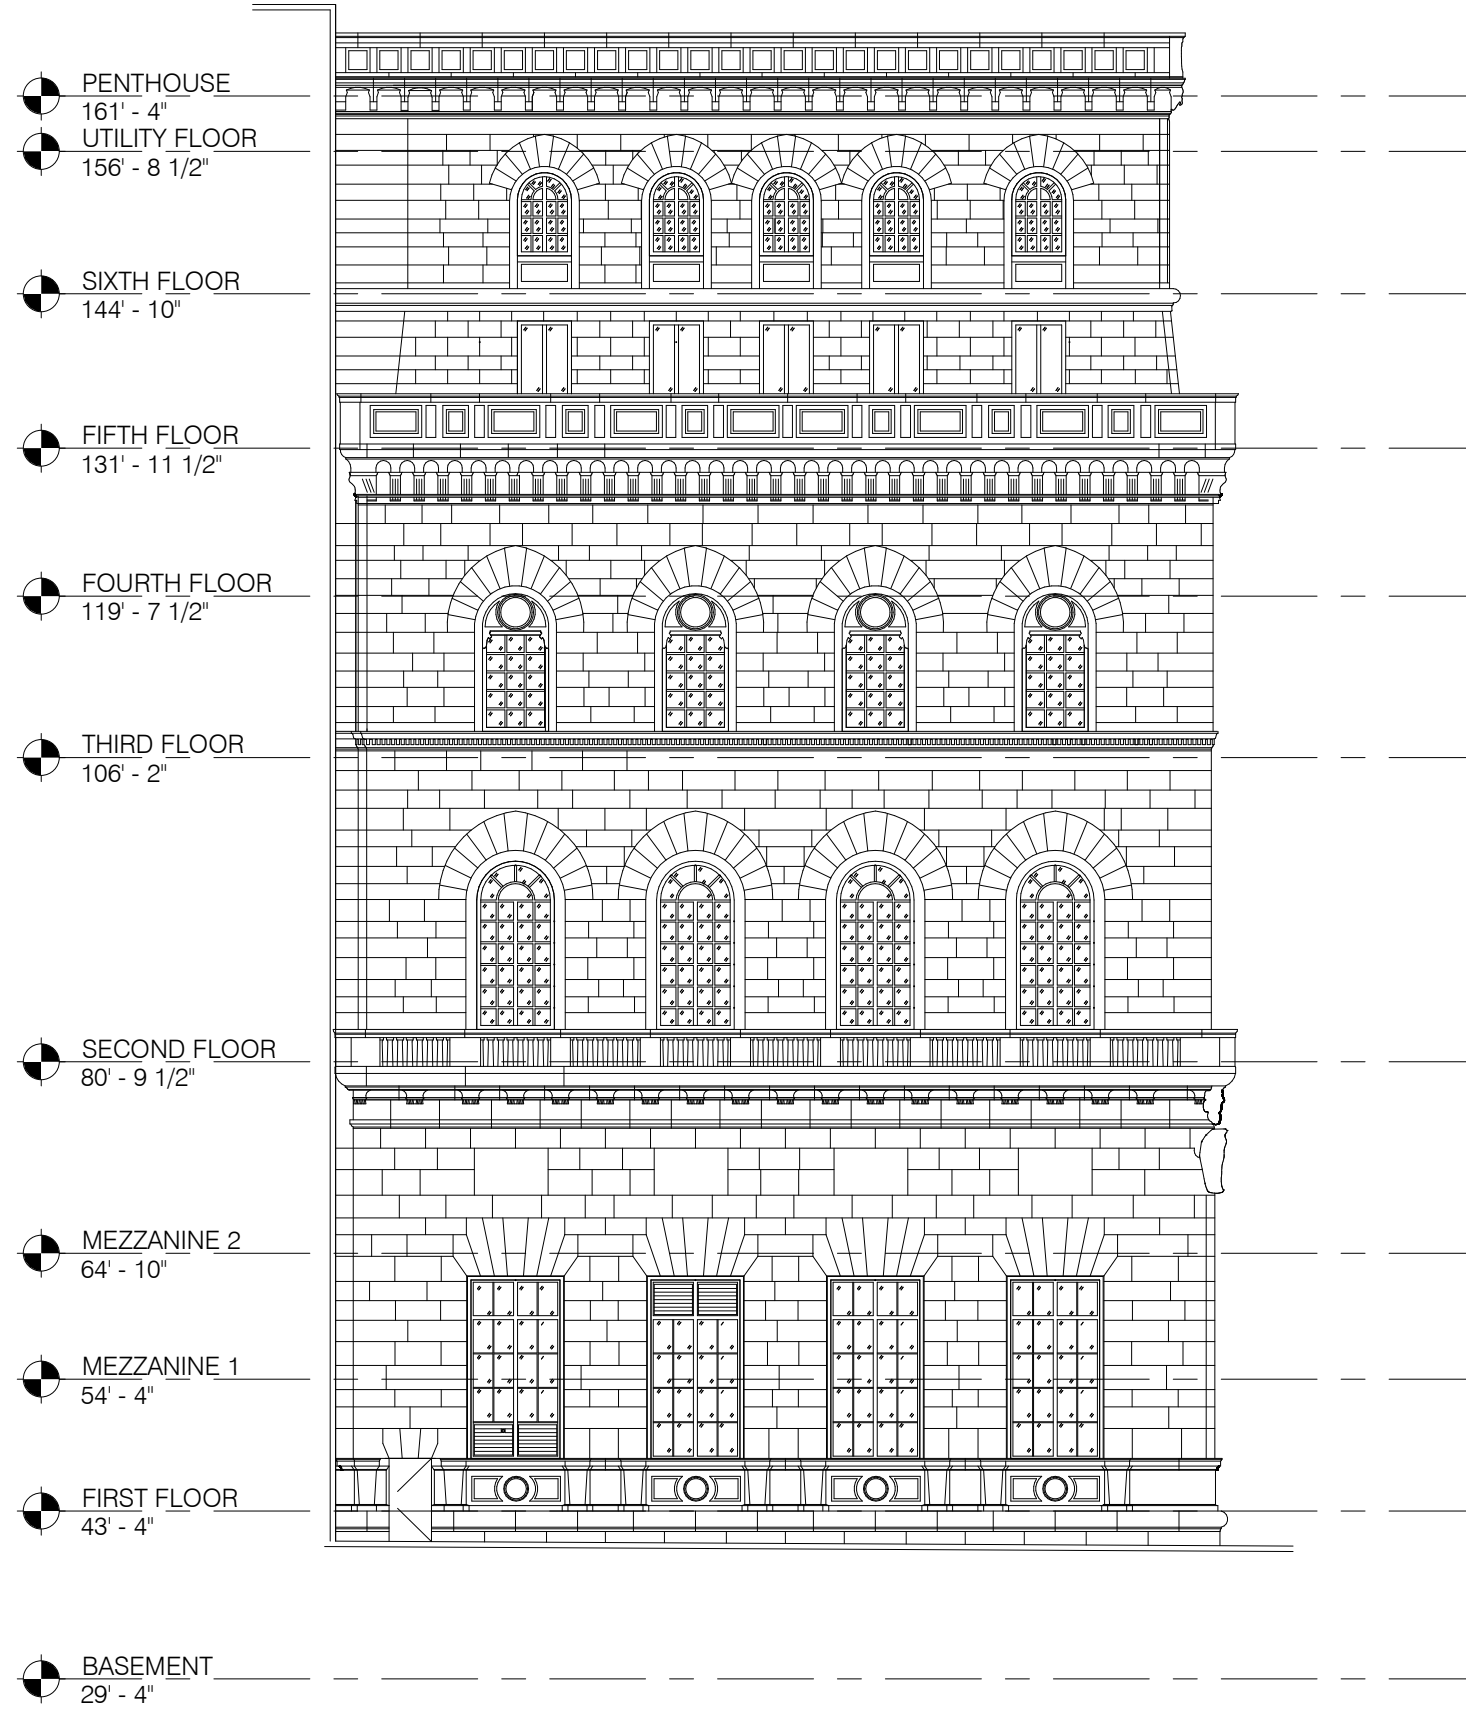 PENTHOUSE
161' - 4"
UTILITY FLOOR
156' - 8 1/2"
SIXTH FLOOR
144' - 10"
FIFTH FLOOR
131' - 11 1/2"
FOURTH FLOOR
119' - 7 1/2"
THIRD FLOOR
106' - 2"
SECOND FLOOR
80' - 9 1/2"
MEZZANINE 2
64' - 10"
MEZZANINE 1
54' - 4"
FIRST FLOOR
43' - 4"
BASEMENT
29' - 4"